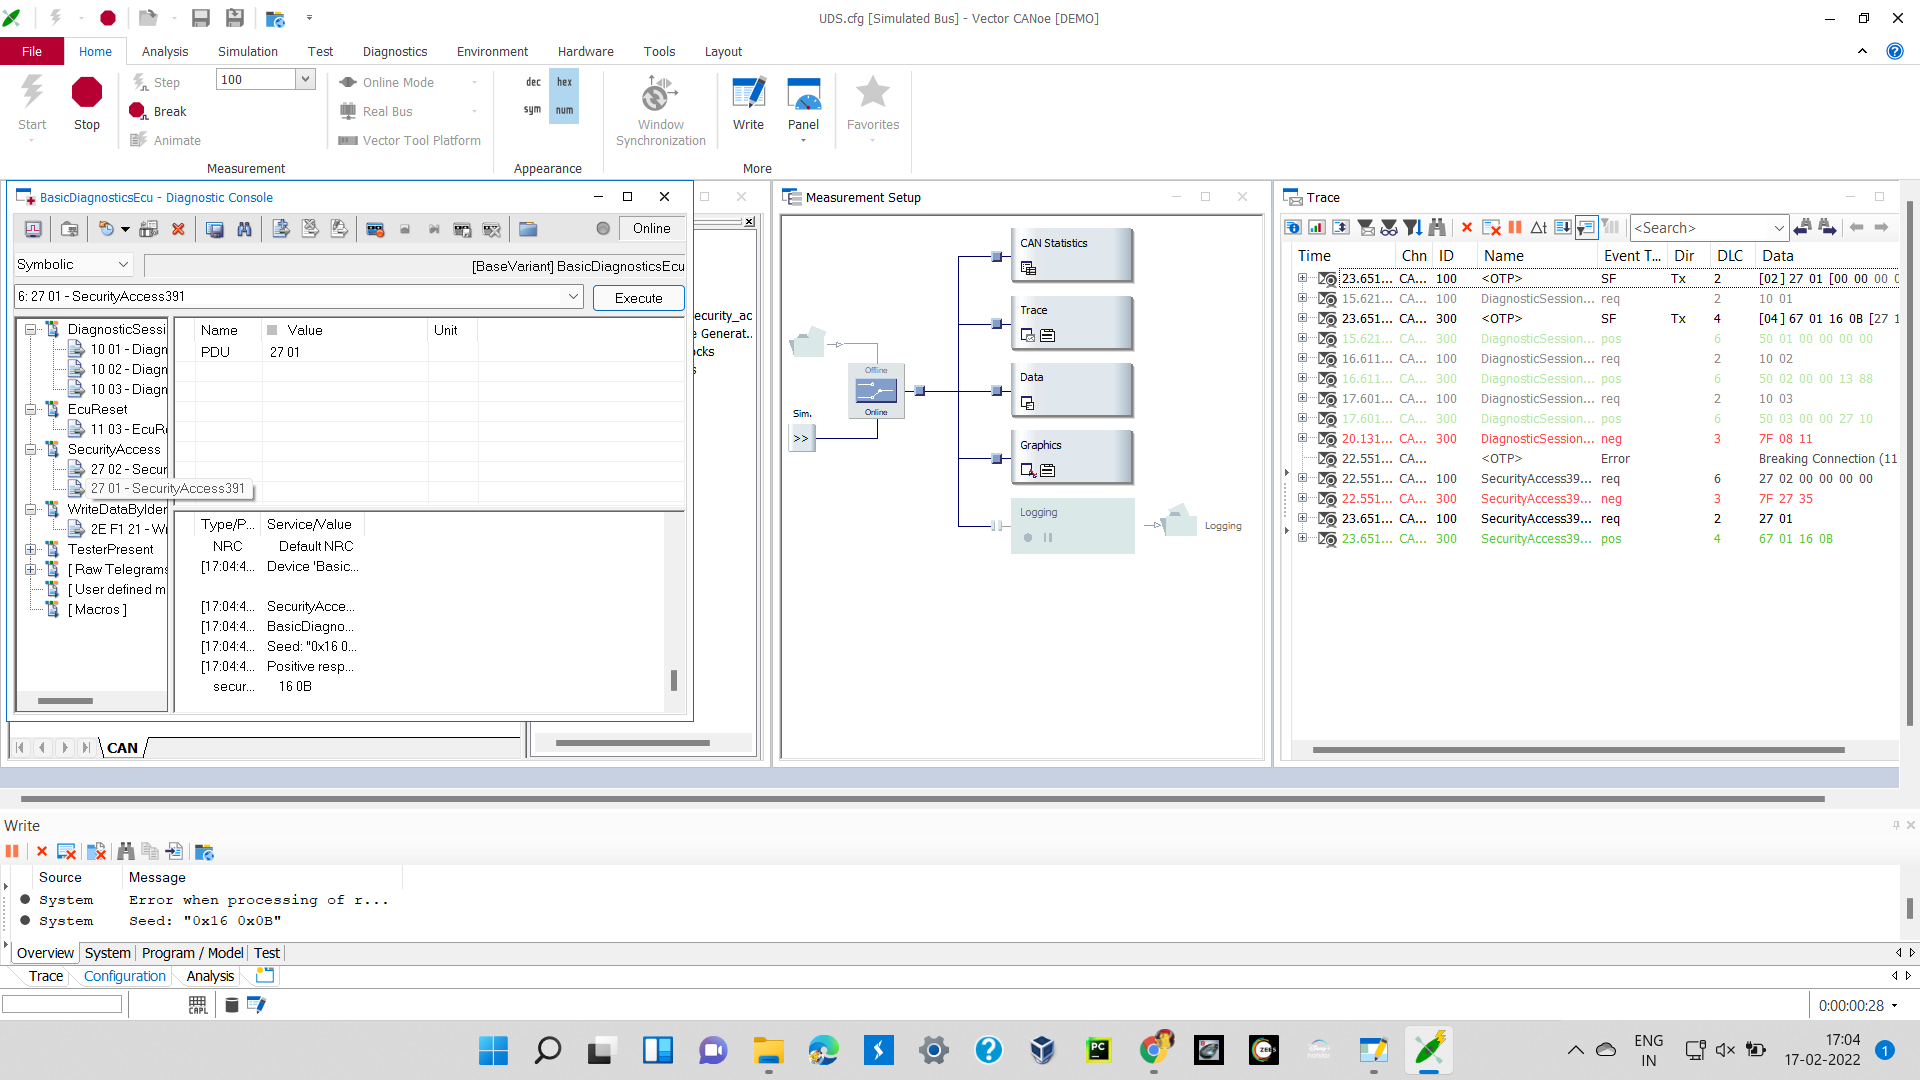 UDS.cfg [Simulated Bus] - Vector CANoe [DEMO]
File Home Analysis Simulation Test Diagnostics Environment Hardware Tools Layout
Start
Stop
Step
100
Break
Animate
Measurement
Online Mode
Real Bus
Vector Tool Platform
dec hex
sym num
Appearance
Window
Synchronization
Write
Panel
More
Favorites
BasicDiagnosticsEcu - Diagnostic Console
Online
Symbolic
[BaseVariant] BasicDiagnosticsEcu
6: 27 01 - SecurityAccess391
Execute
DiagnosticSessi
10 01 - Diagn
10 02 - Diagn
10 03 - Diagn
EcuReset
11 03 - EcuR
SecurityAccess
27 02 - Secur
27 01 - SecurityAccess391
WriteDataByIder
2E F1 21 - Wi
TesterPresent
[ Raw Telegrams
[ User defined m
[ Macros ]
Name Value Unit
PDU 27 01
Type/P... Service/Value
NRC Default NRC
[17:04:4... Device 'Basic...
[17:04:4... SecurityAcce...
[17:04:4... BasicDiagno...
[17:04:4... Seed: "0x16 0...
[17:04:4... Positive resp...
secur... 16 0B
ecurity_ac
e Generat..
ocks
s
CAN
Measurement Setup
Offline
Online
Sim.
>>
CAN Statistics
Trace
Data
Graphics
Logging
Logging
Trace
<Search>
Time Chn ID Name Event T... Dir DLC Data
23.651... CA... 100 <OTP> SF Tx 2 [02] 27 01 [00 00 00 0
15.621... CA... 100 DiagnosticSession... req 2 10 01
23.651... CA... 300 <OTP> SF Tx 4 [04] 67 01 16 0B [27 1
15.621... CA... 300 DiagnosticSession... pos 6 50 01 00 00 00 00
16.611... CA... 100 DiagnosticSession... req 2 10 02
16.611... CA... 300 DiagnosticSession... pos 6 50 02 00 00 13 88
17.601... CA... 100 DiagnosticSession... req 2 10 03
17.601... CA... 300 DiagnosticSession... pos 6 50 03 00 00 27 10
20.131... CA... 300 DiagnosticSession... neg 3 7F 08 11
22.551... CA... <OTP> Error Breaking Connection (11
22.551... CA... 100 SecurityAccess39... req 6 27 02 00 00 00 00
22.551... CA... 300 SecurityAccess39... neg 3 7F 27 35
23.651... CA... 100 SecurityAccess39... req 2 27 01
23.651... CA... 300 SecurityAccess39... pos 4 67 01 16 0B
Write
Source Message
System Error when processing of r...
System Seed: "0x16 0x0B"
Overview System Program / Model Test
Trace Configuration Analysis
CAPL
0:00:00:28
PC
ZEE5
ENG
IN
17:04
17-02-2022
1